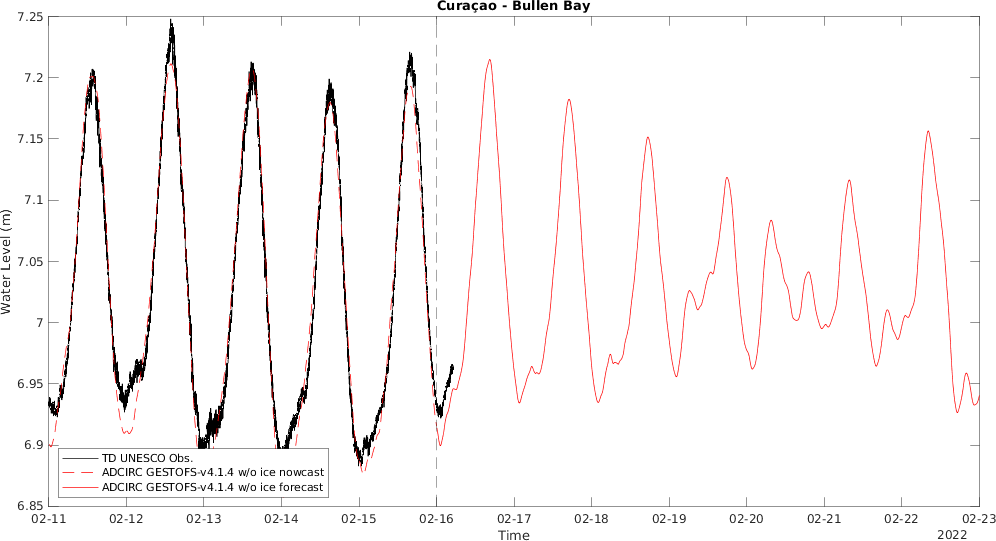 Curaçao - Bullen Bay
7.25
7.2
7.15
7.1
7.05
7
6.95
6.9
6.85
Water Level (m)
TD UNESCO Obs.
ADCIRC GESTOFS-v4.1.4 w/o ice nowcast
ADCIRC GESTOFS-v4.1.4 w/o ice forecast
02-11 02-12 02-13 02-14 02-15 02-16 02-17 02-18 02-19 02-20 02-21 02-22 02-23
Time
2022